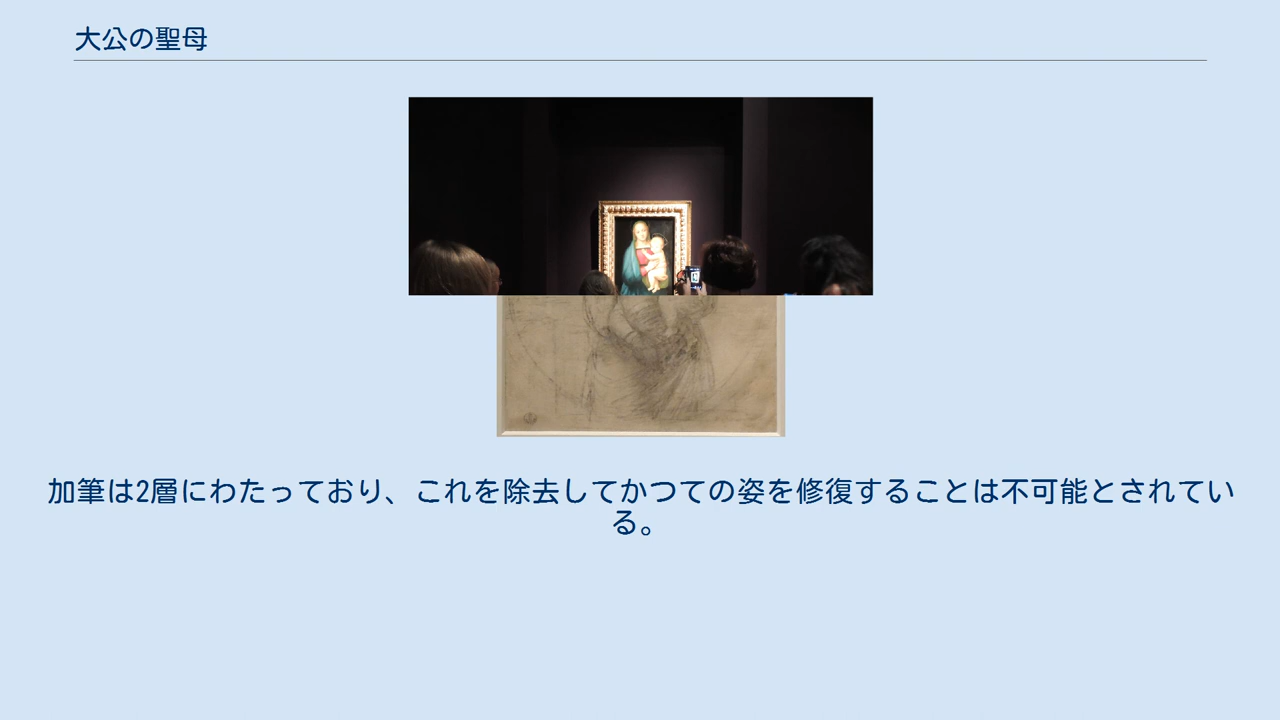 大公の聖母
加筆は2層にわたっており、これを除去してかつての姿を修復することは不可能とされてい
る。